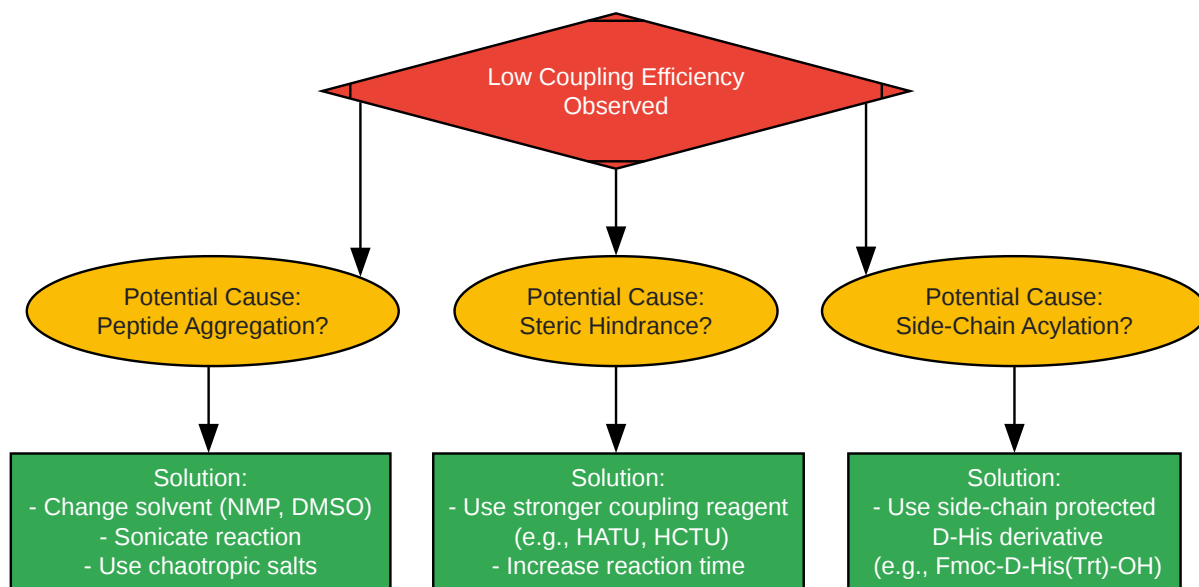 Low Coupling Efficiency
Observed
Potential Cause:
Peptide Aggregation?
Potential Cause:
Steric Hindrance?
Potential Cause:
Side-Chain Acylation?
Solution:
- Change solvent (NMP, DMSO)
- Sonicate reaction
- Use chaotropic salts
Solution:
- Use stronger coupling reagent
(e.g., HATU, HCTU)
- Increase reaction time
Solution:
- Use side-chain protected
D-His derivative
(e.g., Fmoc-D-His(Trt)-OH)